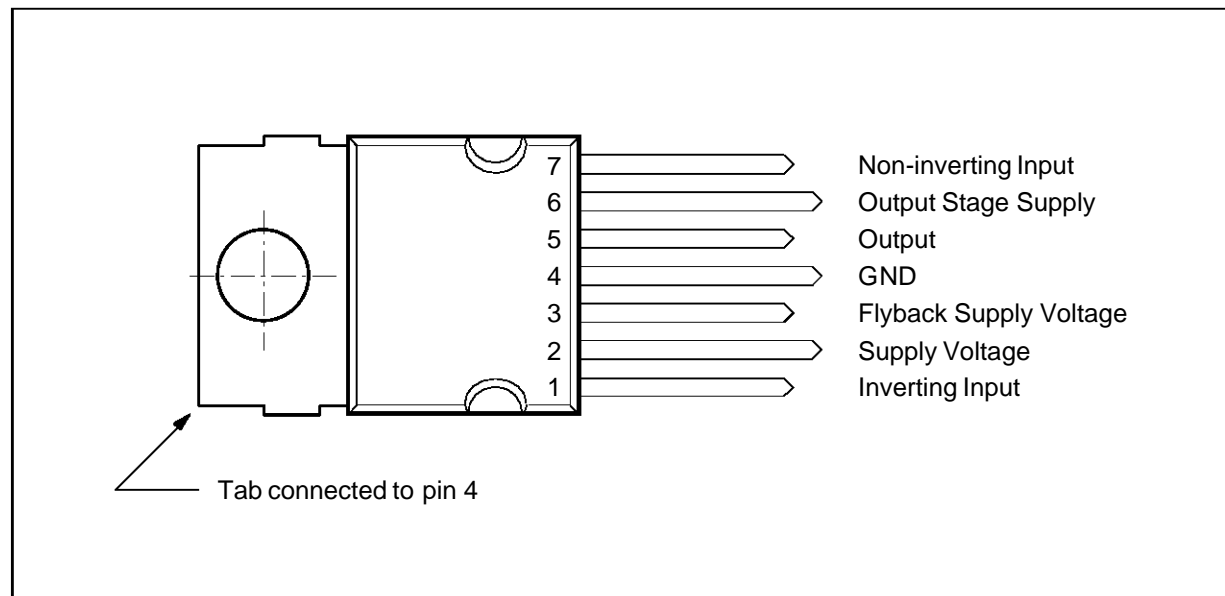 7 Non-inverting Input
6 Output Stage Supply
5 Output
4 GND
3 Flyback Supply Voltage
2 Supply Voltage
1 Inverting Input
Tab connected to pin 4